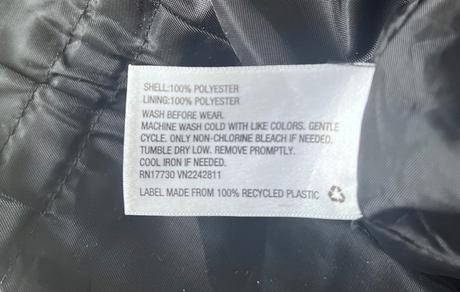 SHELL:100% POLYESTER
LINING:100% POLYESTER
WASH BEFORE WEAR.
MACHINE WASH COLD WITH LIKE COLORS. GENTLE
CYCLE. ONLY NON-CHLORINE BLEACH IF NEEDED.
TUMBLE DRY LOW. REMOVE PROMPTLY.
COOL IRON IF NEEDED.
RN17730 VN2242811
LABEL MADE FROM 100% RECYCLED PLASTIC